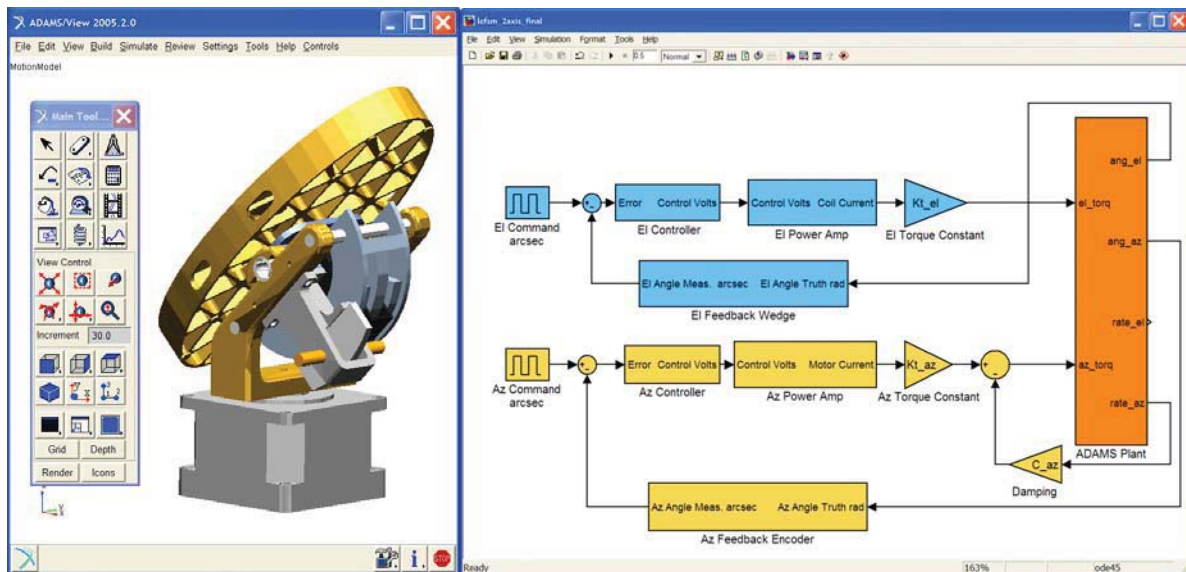 ADAMS/View 2005.2.0
File Edit View Build Simulate Review Settings Tools Help Controls
MotionModel
Main Tool...
View Control
Increment 30.0
Grid Depth
Render Icons
STOP
lcfsm_2axis_final
File Edit View Simulation Format Tools Help
0.5 Normal
El Command
arcsec
Error Control Volts
El Controller
Control Volts Coil Current
El Power Amp
Kt_el
El Torque Constant
El Angle Meas. arcsec El Angle Truth rad
El Feedback Wedge
Az Command
arcsec
Error Control Volts
Az Controller
Control Volts Motor Current
Az Power Amp
Kt_az
Az Torque Constant
ang_el
el_torq
ang_az
rate_el
az_torq
rate_az
ADAMS Plant
C_az
Damping
Az Angle Meas. arcsec Az Angle Truth rad
Az Feedback Encoder
Ready 163% ode45